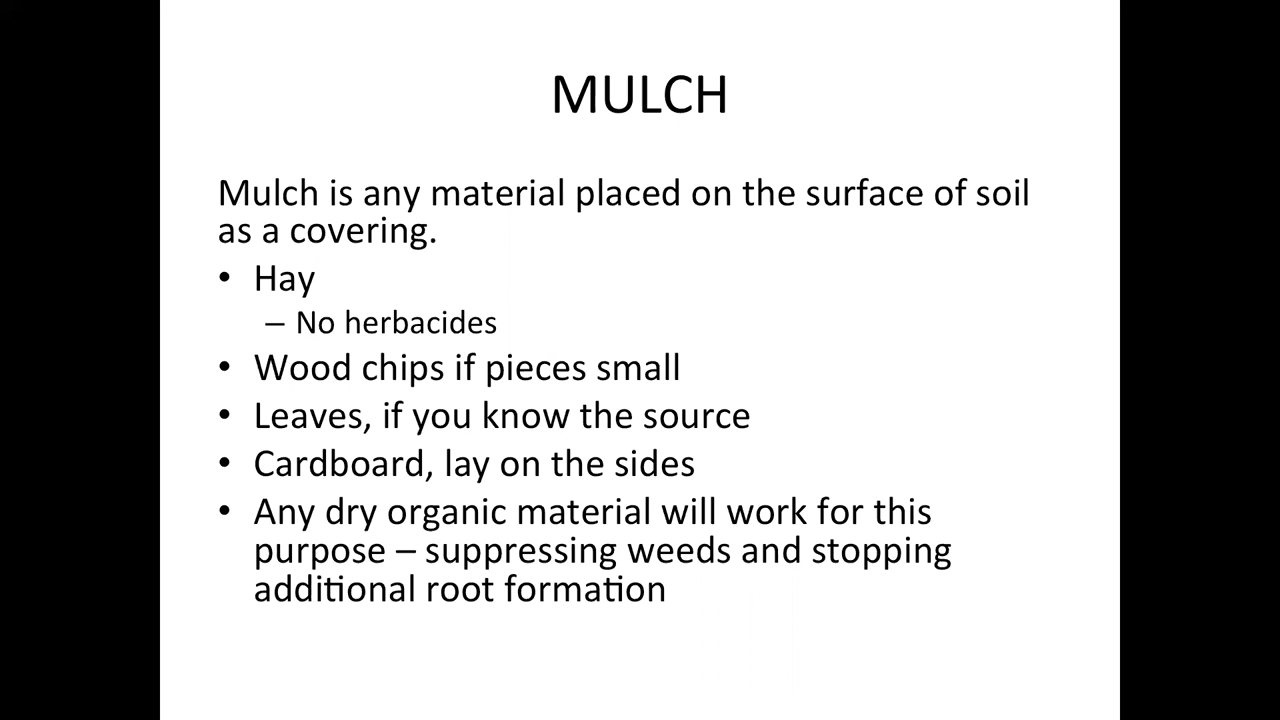 MULCH
Mulch is any material placed on the surface of soil
as a covering.
• Hay
– No herbacides
• Wood chips if pieces small
• Leaves, if you know the source
• Cardboard, lay on the sides
• Any dry organic material will work for this
purpose – suppressing weeds and stopping
additional root formation